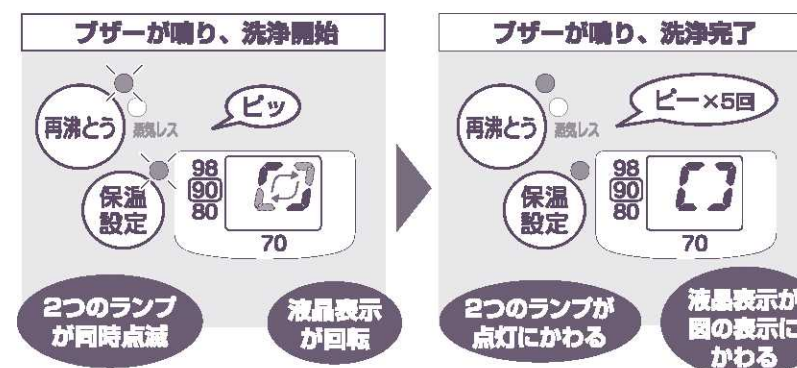 ブザーが鳴り、洗浄開始
再沸とう
蒸気レス
ピッ
保温
設定
98
90
80
70
2つのランプ
が同時点滅
液晶表示
が回転
ブザーが鳴り、洗浄完了
再沸とう
蒸気レス
ピー×5回
保温
設定
98
90
80
70
2つのランプが
点灯にかわる
液晶表示が
図の表示に
かわる